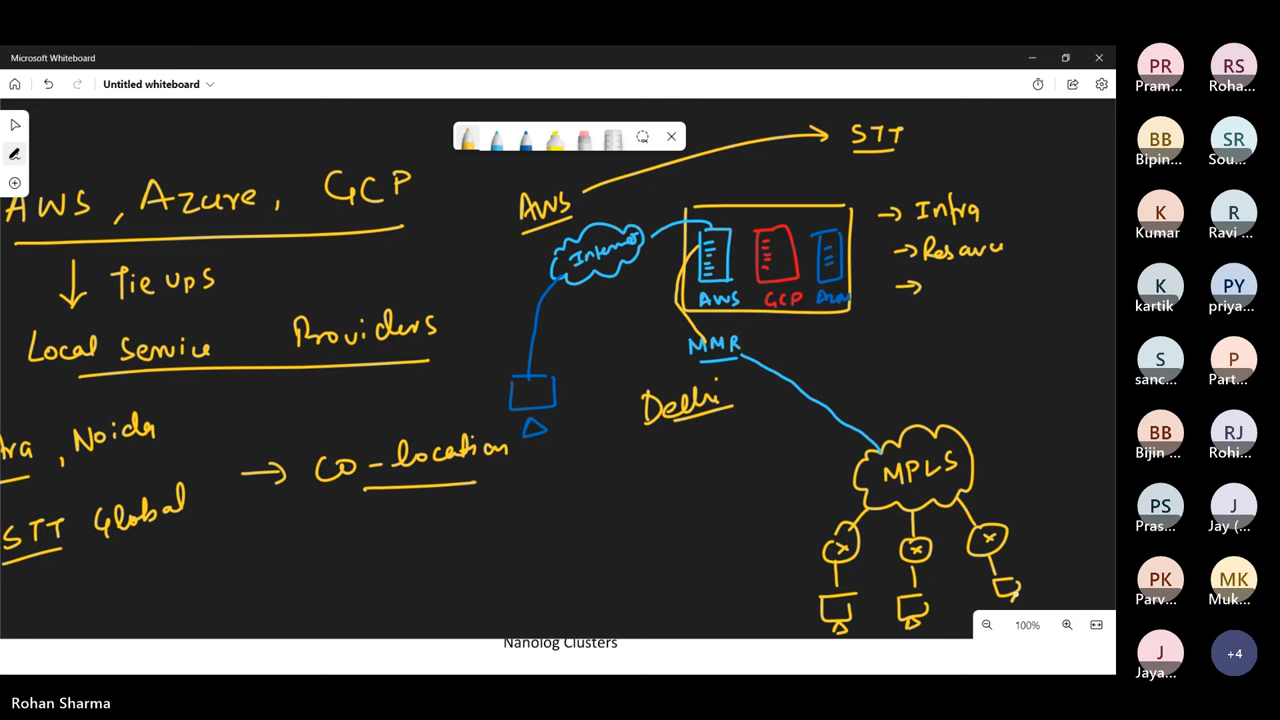 Microsoft Whiteboard
Untitled whiteboard
AWS, Azure, GCP
Tie ups
Local Service Providers
tra, Noida
STT Global
→ CO-location
AWS
STT
Internet
AWS
GCP
→ Infra
→
→
MMR
Delhi
MPLS
100%
Nanolog Clusters
Rohan Sharma
PR
Pram...
RS
Roha...
BB
Bipin...
SR
Sou...
K
Kumar
R
Ravi ...
K
kartik
PY
priya...
S
sanc...
P
Part...
BB
Bijin ...
RJ
Rohi...
PS
Pras...
J
Jay (...
PK
Parv...
MK
Muk...
J
Jaya...
+4